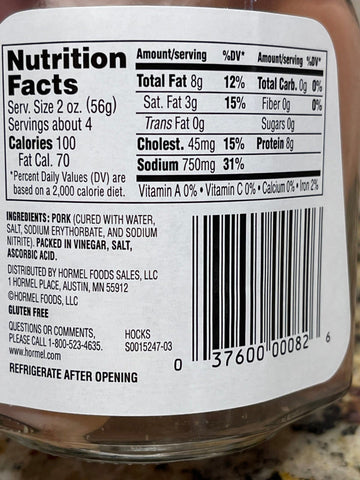 Nutrition
Facts
Serv. Size 2 oz. (56g)
Servings about 4
Calories 100
Fat Cal. 70
*Percent Daily Values (DV) are
based on a 2,000 calorie diet.
Amount/serving %DV* Amount/serving %DV*
Total Fat 8g 12% Total Carb. 0g 0%
Sat. Fat 3g 15% Fiber 0g 0%
Trans Fat 0g Sugars 0g
Cholest. 45mg 15% Protein 8g
Sodium 750mg 31%
Vitamin A 0% • Vitamin C 0% • Calcium 0% • Iron 2%
INGREDIENTS: PORK (CURED WITH WATER,
SALT, SODIUM ERYTHORBATE, AND SODIUM
NITRITE). PACKED IN VINEGAR, SALT,
ASCORBIC ACID.
DISTRIBUTED BY HORMEL FOODS SALES, LLC
1 HORMEL PLACE, AUSTIN, MN 55912
©HORMEL FOODS, LLC
GLUTEN FREE
QUESTIONS OR COMMENTS,
PLEASE CALL 1-800-523-4635.
www.hormel.com
HOCKS
S0015247-03
REFRIGERATE AFTER OPENING
0 37600 00082 6